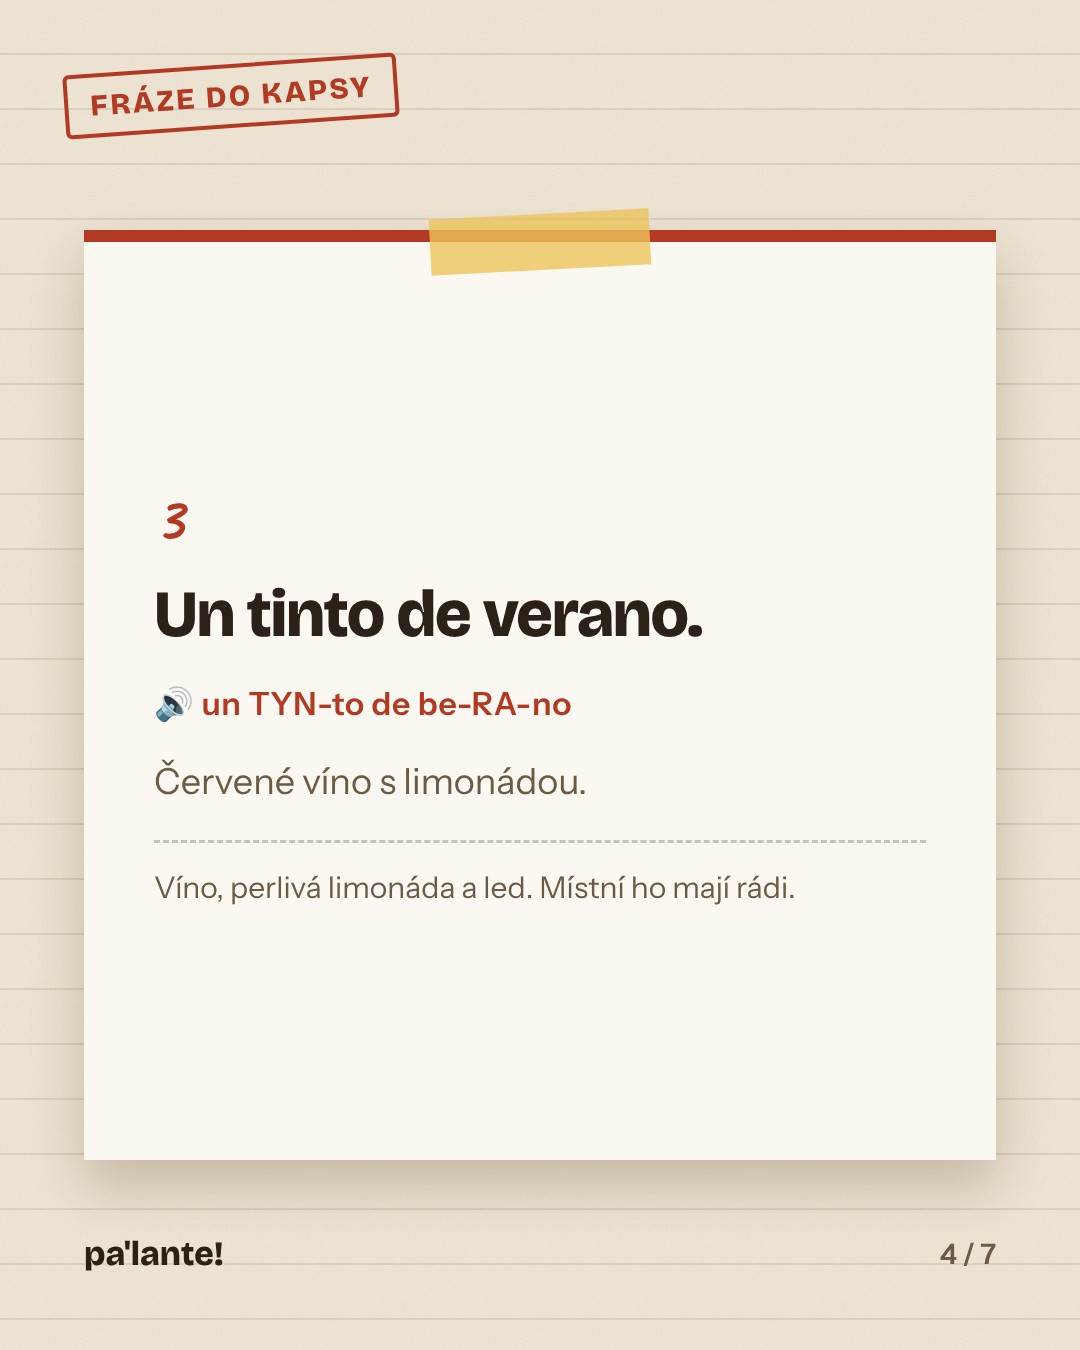 FRÁZE DO KAPSY
3
Un tinto de verano.
🔊 un TYN-to de be-RA-no
Červené víno s limonádou.
Víno, perlivá limonáda a led. Místní ho mají rádi.
pa'lante!
4 / 7